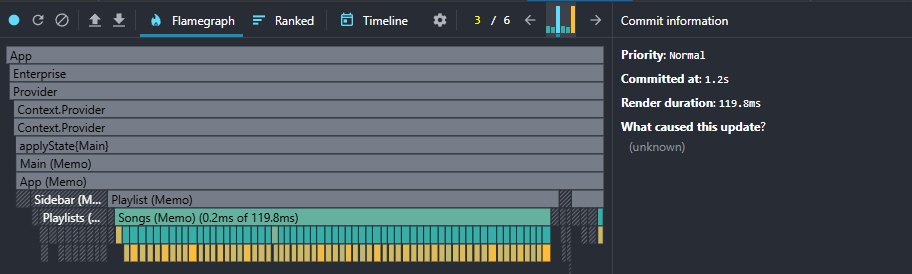 Flamegraph Ranked Timeline 3 / 6 Commit information
App
Enterprise
Provider
Context.Provider
Context.Provider
applyState{Main}
Main (Memo)
App (Memo)
Sidebar (M... Playlist (Memo)
Playlists (... Songs (Memo) (0.2ms of 119.8ms)
Priority: Normal
Committed at: 1.2s
Render duration: 119.8ms
What caused this update?
(unknown)